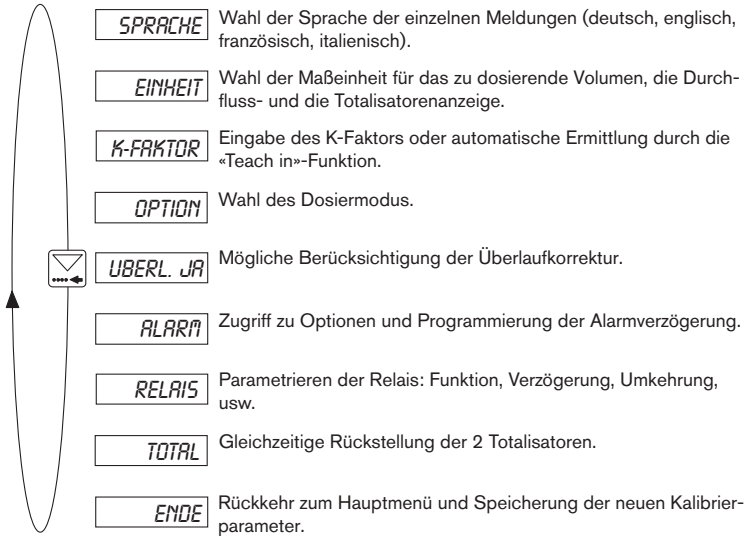 SPRACHE Wahl der Sprache der einzelnen Meldungen (deutsch, englisch,
französisch, italienisch).
EINHEIT Wahl der Maßeinheit für das zu dosierende Volumen, die Durch-
fluss- und die Totalisatorenanzeige.
K-FAKTOR Eingabe des K-Faktors oder automatische Ermittlung durch die
«Teach in»-Funktion.
OPTION Wahl des Dosiermodus.
UBERL. JA Mögliche Berücksichtigung der Überlaufkorrektur.
ALARM Zugriff zu Optionen und Programmierung der Alarmverzögerung.
RELAIS Parametrieren der Relais: Funktion, Verzögerung, Umkehrung,
usw.
TOTAL Gleichzeitige Rückstellung der 2 Totalisatoren.
ENDE Rückkehr zum Hauptmenü und Speicherung der neuen Kalibrier-
parameter.